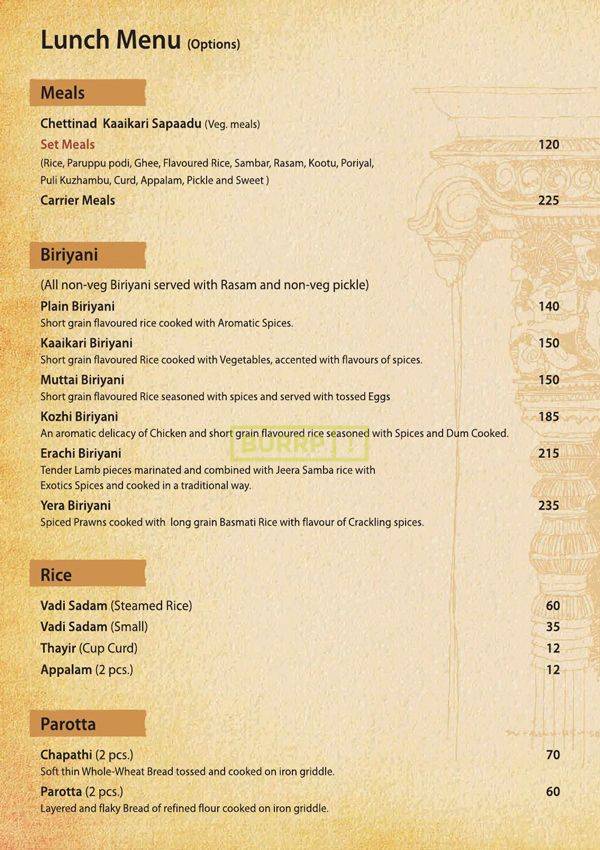 Lunch Menu (Options)
Meals
Chettinad Kaaikari Sapaadu (Veg. meals)
Set Meals 120
(Rice, Paruppu podi, Ghee, Flavoured Rice, Sambar, Rasam, Kootu, Poriyal,
Puli Kuzhambu, Curd, Appalam, Pickle and Sweet )
Carrier Meals 225
Biriyani
(All non-veg Biriyani served with Rasam and non-veg pickle)
Plain Biriyani 140
Short grain flavoured rice cooked with Aromatic Spices.
Kaaikari Biriyani 150
Short grain flavoured Rice cooked with Vegetables, accented with flavours of spices.
Muttai Biriyani 150
Short grain flavoured Rice seasoned with spices and served with tossed Eggs
Kozhi Biriyani 185
An aromatic delicacy of Chicken and short grain flavoured rice seasoned with Spices and Dum Cooked.
BURRP!
Erachi Biriyani 215
Tender Lamb pieces marinated and combined with Jeera Samba rice with
Exotics Spices and cooked in a traditional way.
Yera Biriyani 235
Spiced Prawns cooked with long grain Basmati Rice with flavour of Crackling spices.
Rice
Vadi Sadam (Steamed Rice) 60
Vadi Sadam (Small) 35
Thayir (Cup Curd) 12
Appalam (2 pcs.) 12
Parotta
Chapathi (2 pcs.) 70
Soft thin Whole-Wheat Bread tossed and cooked on iron griddle.
Parotta (2 pcs.) 60
Layered and flaky Bread of refined flour cooked on iron griddle.